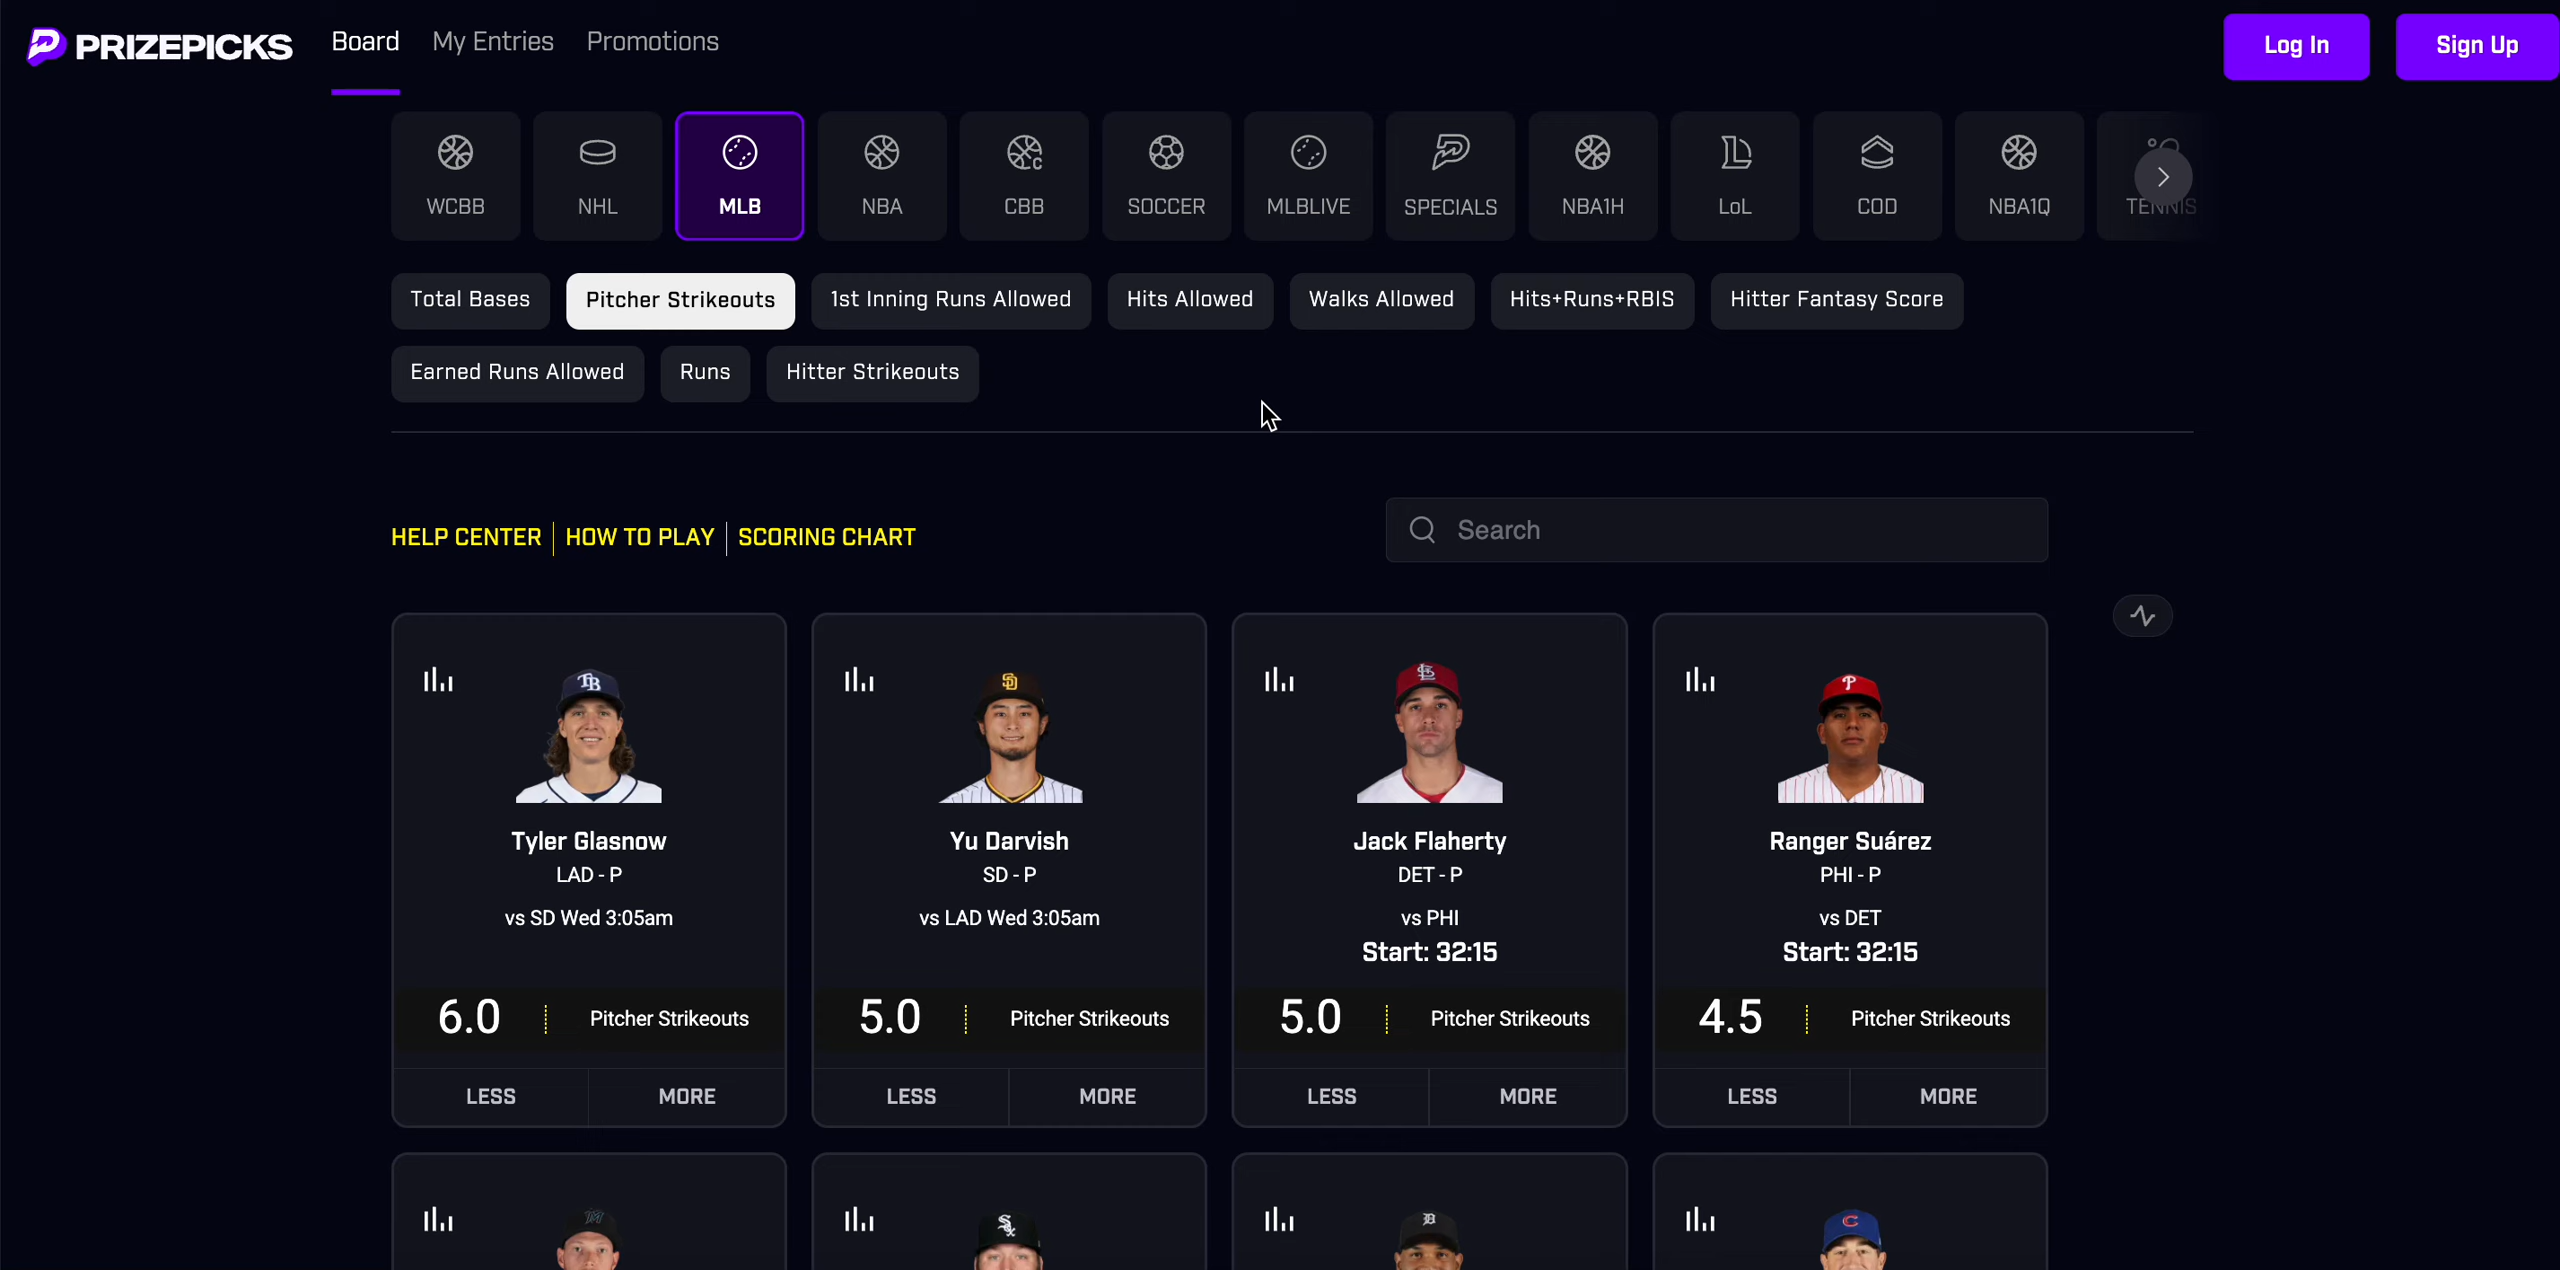 PRIZEPICKS Board My Entries Promotions Log In Sign Up
WCBB NHL MLB NBA CBB SOCCER MLBLIVE SPECIALS NBA1H LoL COD NBA1Q TENNIS
Total Bases Pitcher Strikeouts 1st Inning Runs Allowed Hits Allowed Walks Allowed Hits+Runs+RBIS Hitter Fantasy Score
Earned Runs Allowed Runs Hitter Strikeouts
HELP CENTER HOW TO PLAY SCORING CHART Search
Tyler Glasnow
LAD - P
vs SD Wed 3:05am
6.0 Pitcher Strikeouts
LESS MORE
Yu Darvish
SD - P
vs LAD Wed 3:05am
5.0 Pitcher Strikeouts
LESS MORE
Jack Flaherty
DET - P
vs PHI
Start: 32:15
5.0 Pitcher Strikeouts
LESS MORE
Ranger Suárez
PHI - P
vs DET
Start: 32:15
4.5 Pitcher Strikeouts
LESS MORE